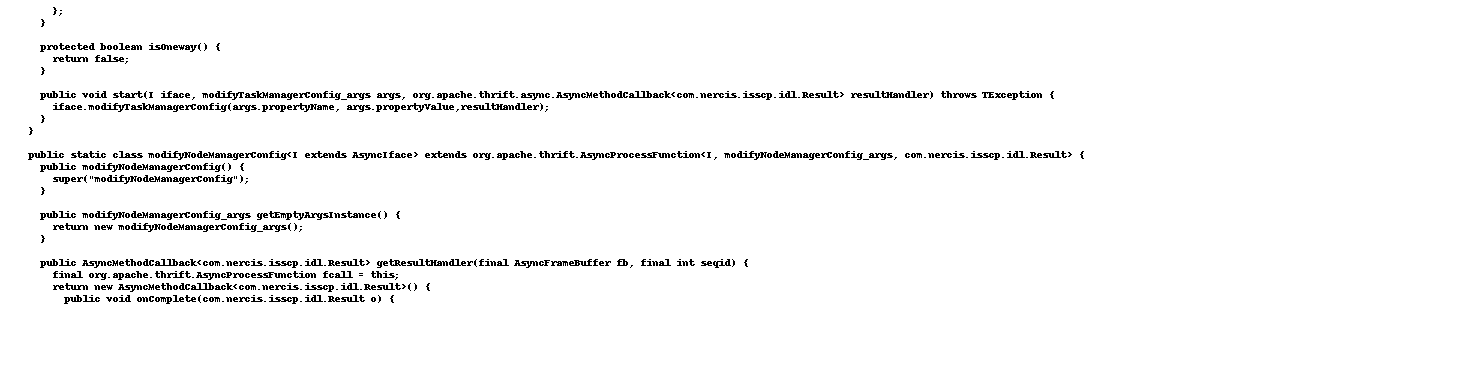 };
}
protected boolean isOneway() {
return false;
}
public void start(I iface, modifyTaskManagerConfig_args args, org.apache.thrift.async.AsyncMethodCallback<com.nercis.isscp.idl.Result> resultHandler) throws TException {
iface.modifyTaskManagerConfig(args.propertyName, args.propertyValue,resultHandler);
}
}
public static class modifyNodeManagerConfig<I extends AsyncIface> extends org.apache.thrift.AsyncProcessFunction<I, modifyNodeManagerConfig_args, com.nercis.isscp.idl.Result> {
public modifyNodeManagerConfig() {
super("modifyNodeManagerConfig");
}
public modifyNodeManagerConfig_args getEmptyArgsInstance() {
return new modifyNodeManagerConfig_args();
}
public AsyncMethodCallback<com.nercis.isscp.idl.Result> getResultHandler(final AsyncFrameBuffer fb, final int seqid) {
final org.apache.thrift.AsyncProcessFunction fcall = this;
return new AsyncMethodCallback<com.nercis.isscp.idl.Result>() {
public void onComplete(com.nercis.isscp.idl.Result o) {